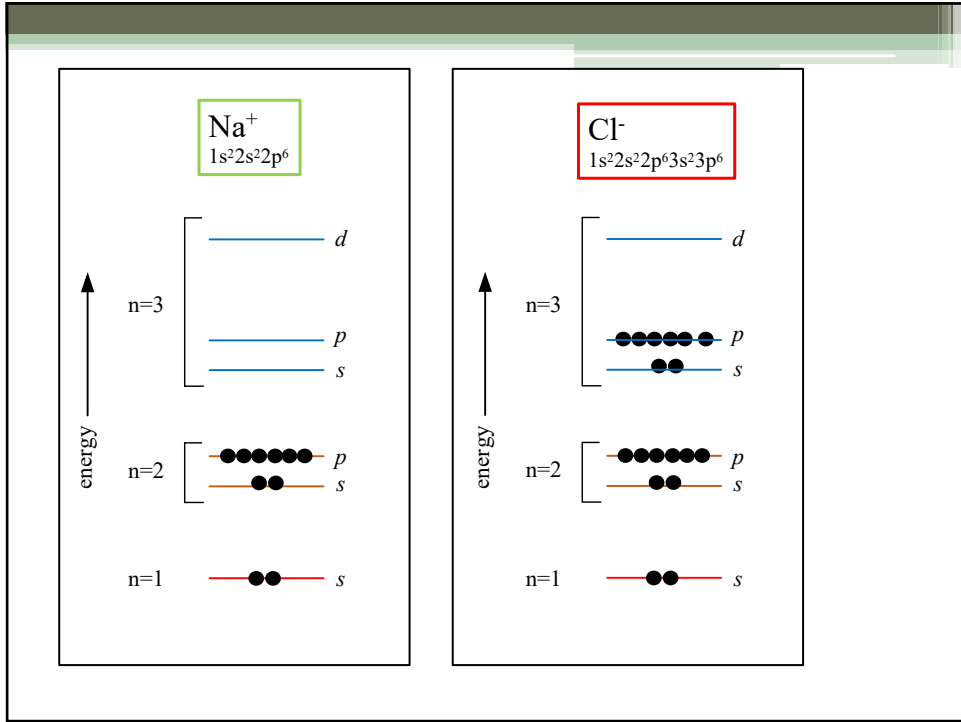 Na⁺
1s²2s²2p⁶
d
n=3
p
s
energy
n=2
p
s
n=1
s
Cl⁻
1s²2s²2p⁶3s²3p⁶
d
n=3
p
s
energy
n=2
p
s
n=1
s